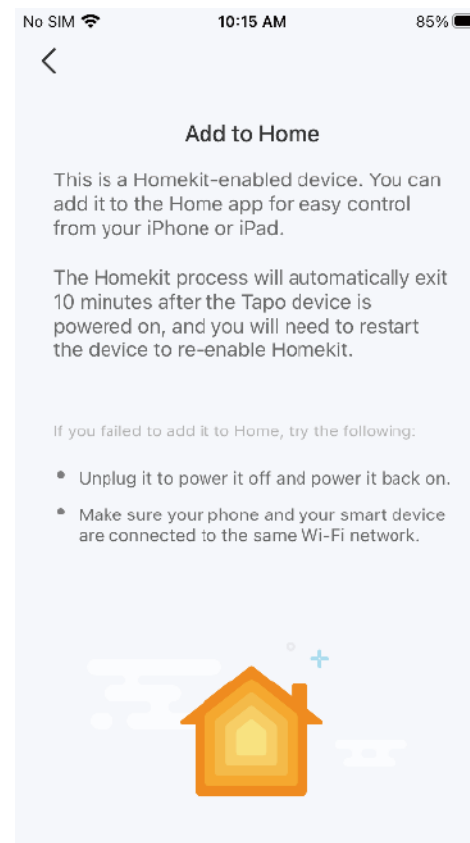 No SIM 10:15 AM 85%
Add to Home
This is a Homekit-enabled device. You can
add it to the Home app for easy control
from your iPhone or iPad.
The Homekit process will automatically exit
10 minutes after the Tapo device is
powered on, and you will need to restart
the device to re-enable Homekit.
If you failed to add it to Home, try the following:
• Unplug it to power it off and power it back on.
• Make sure your phone and your smart device
are connected to the same Wi-Fi network.